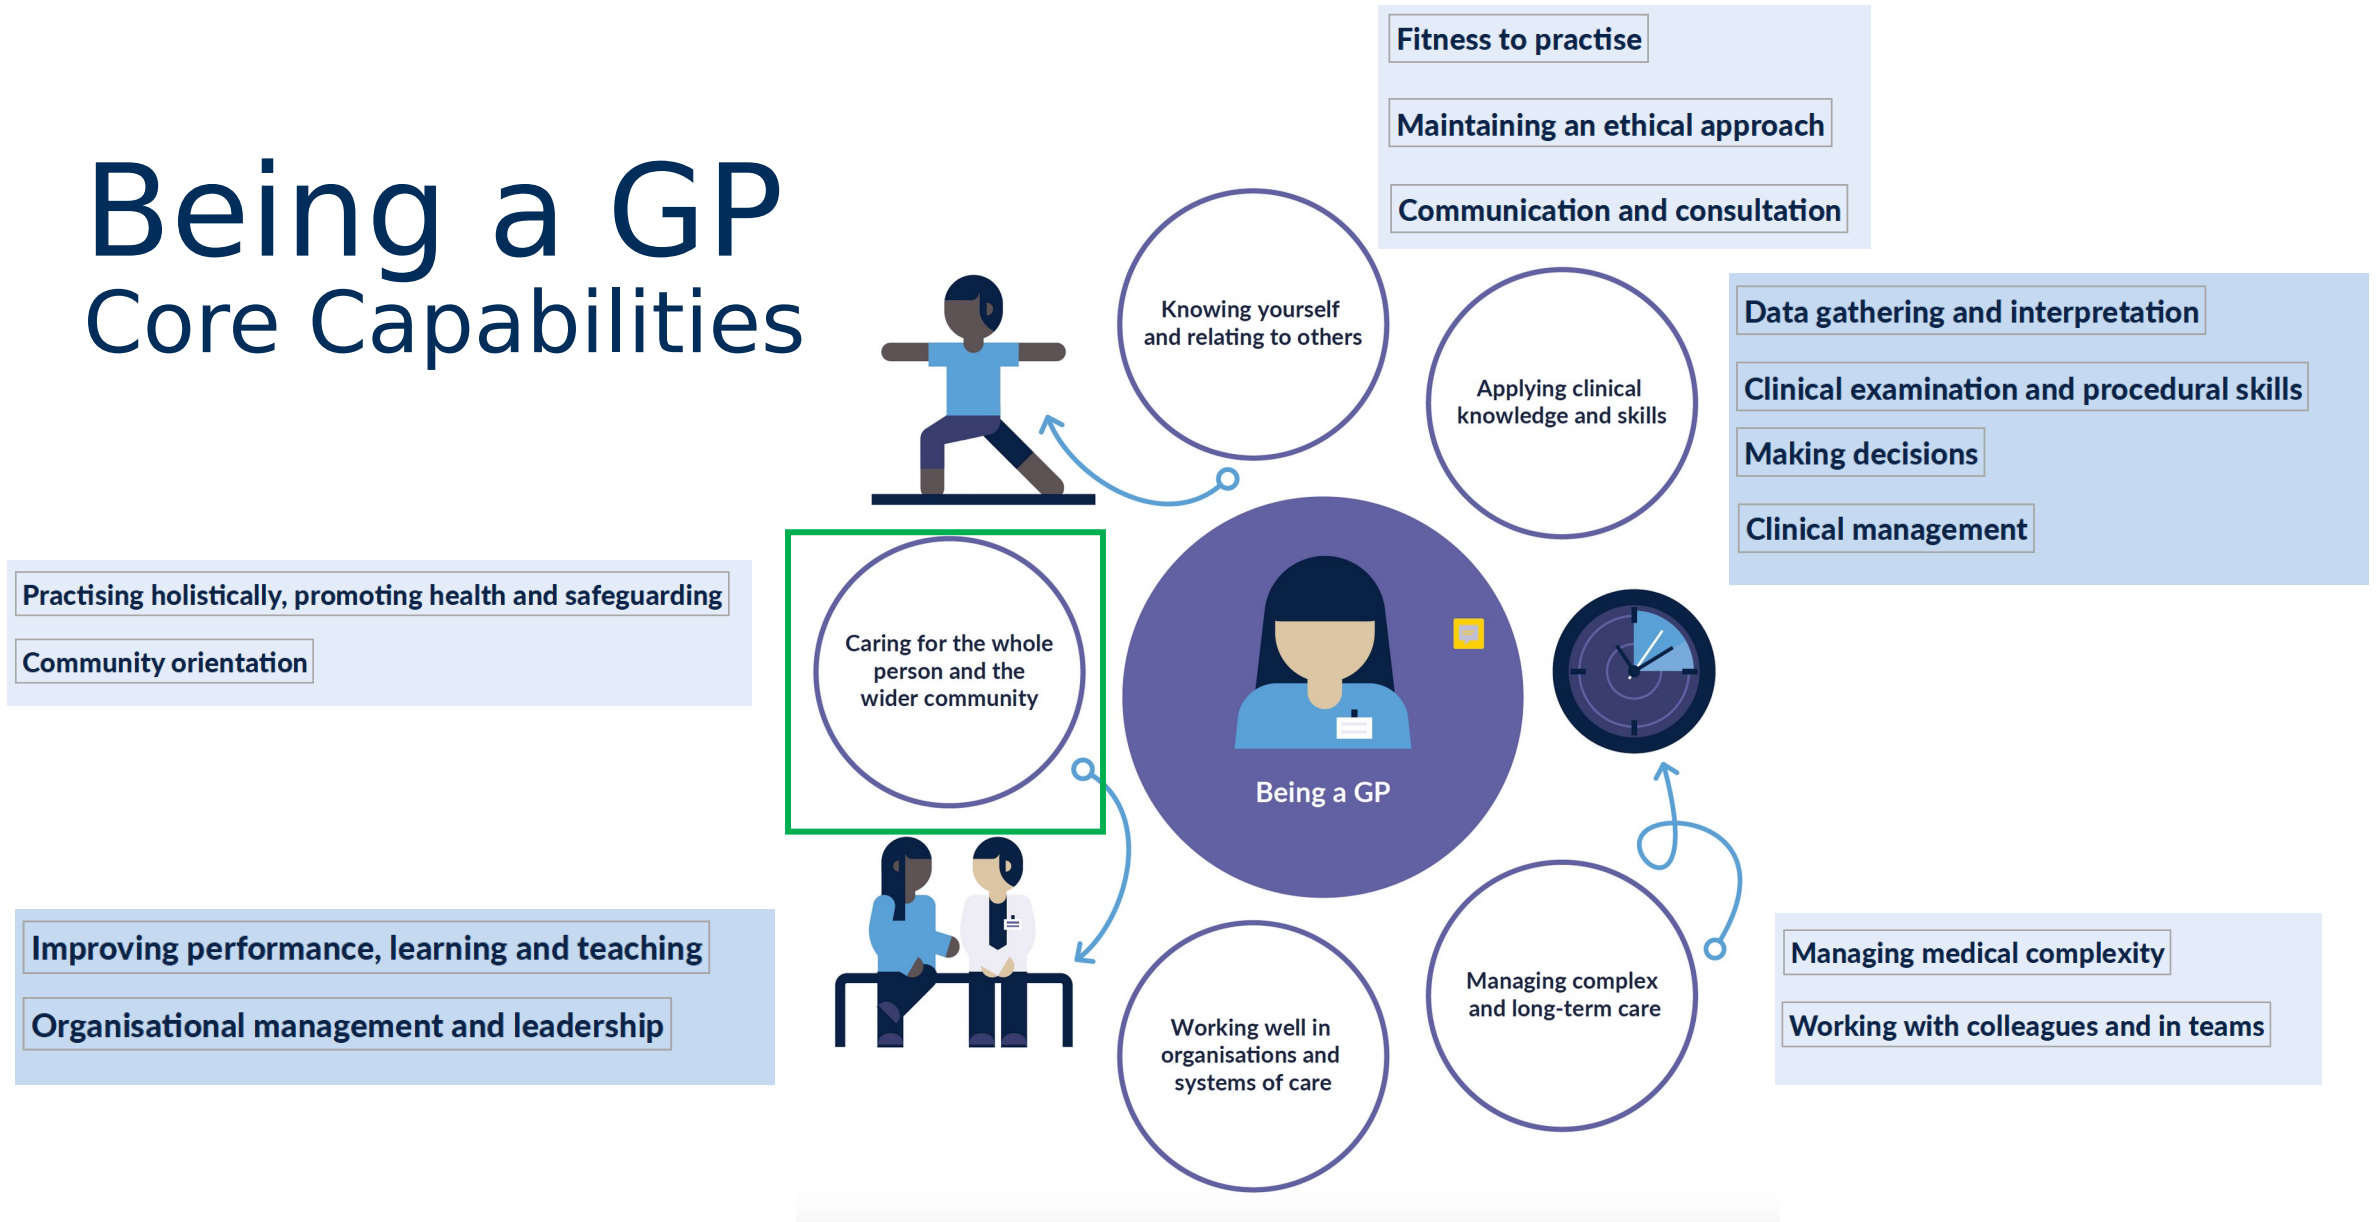 Being a GP
Core Capabilities
Fitness to practise
Maintaining an ethical approach
Communication and consultation
Knowing yourself
and relating to others
Applying clinical
knowledge and skills
Data gathering and interpretation
Clinical examination and procedural skills
Making decisions
Clinical management
Practising holistically, promoting health and safeguarding
Community orientation
Caring for the whole
person and the
wider community
Being a GP
Improving performance, learning and teaching
Organisational management and leadership
Working well in
organisations and
systems of care
Managing complex
and long-term care
Managing medical complexity
Working with colleagues and in teams